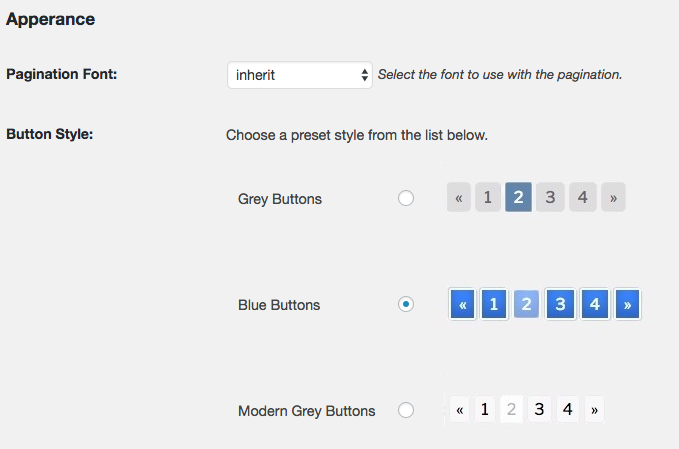 Apperance
Pagination Font: inherit Select the font to use with the pagination.
Button Style: Choose a preset style from the list below.
Grey Buttons « 1 2 3 4 »
Blue Buttons « 1 2 3 4 »
Modern Grey Buttons « 1 2 3 4 »